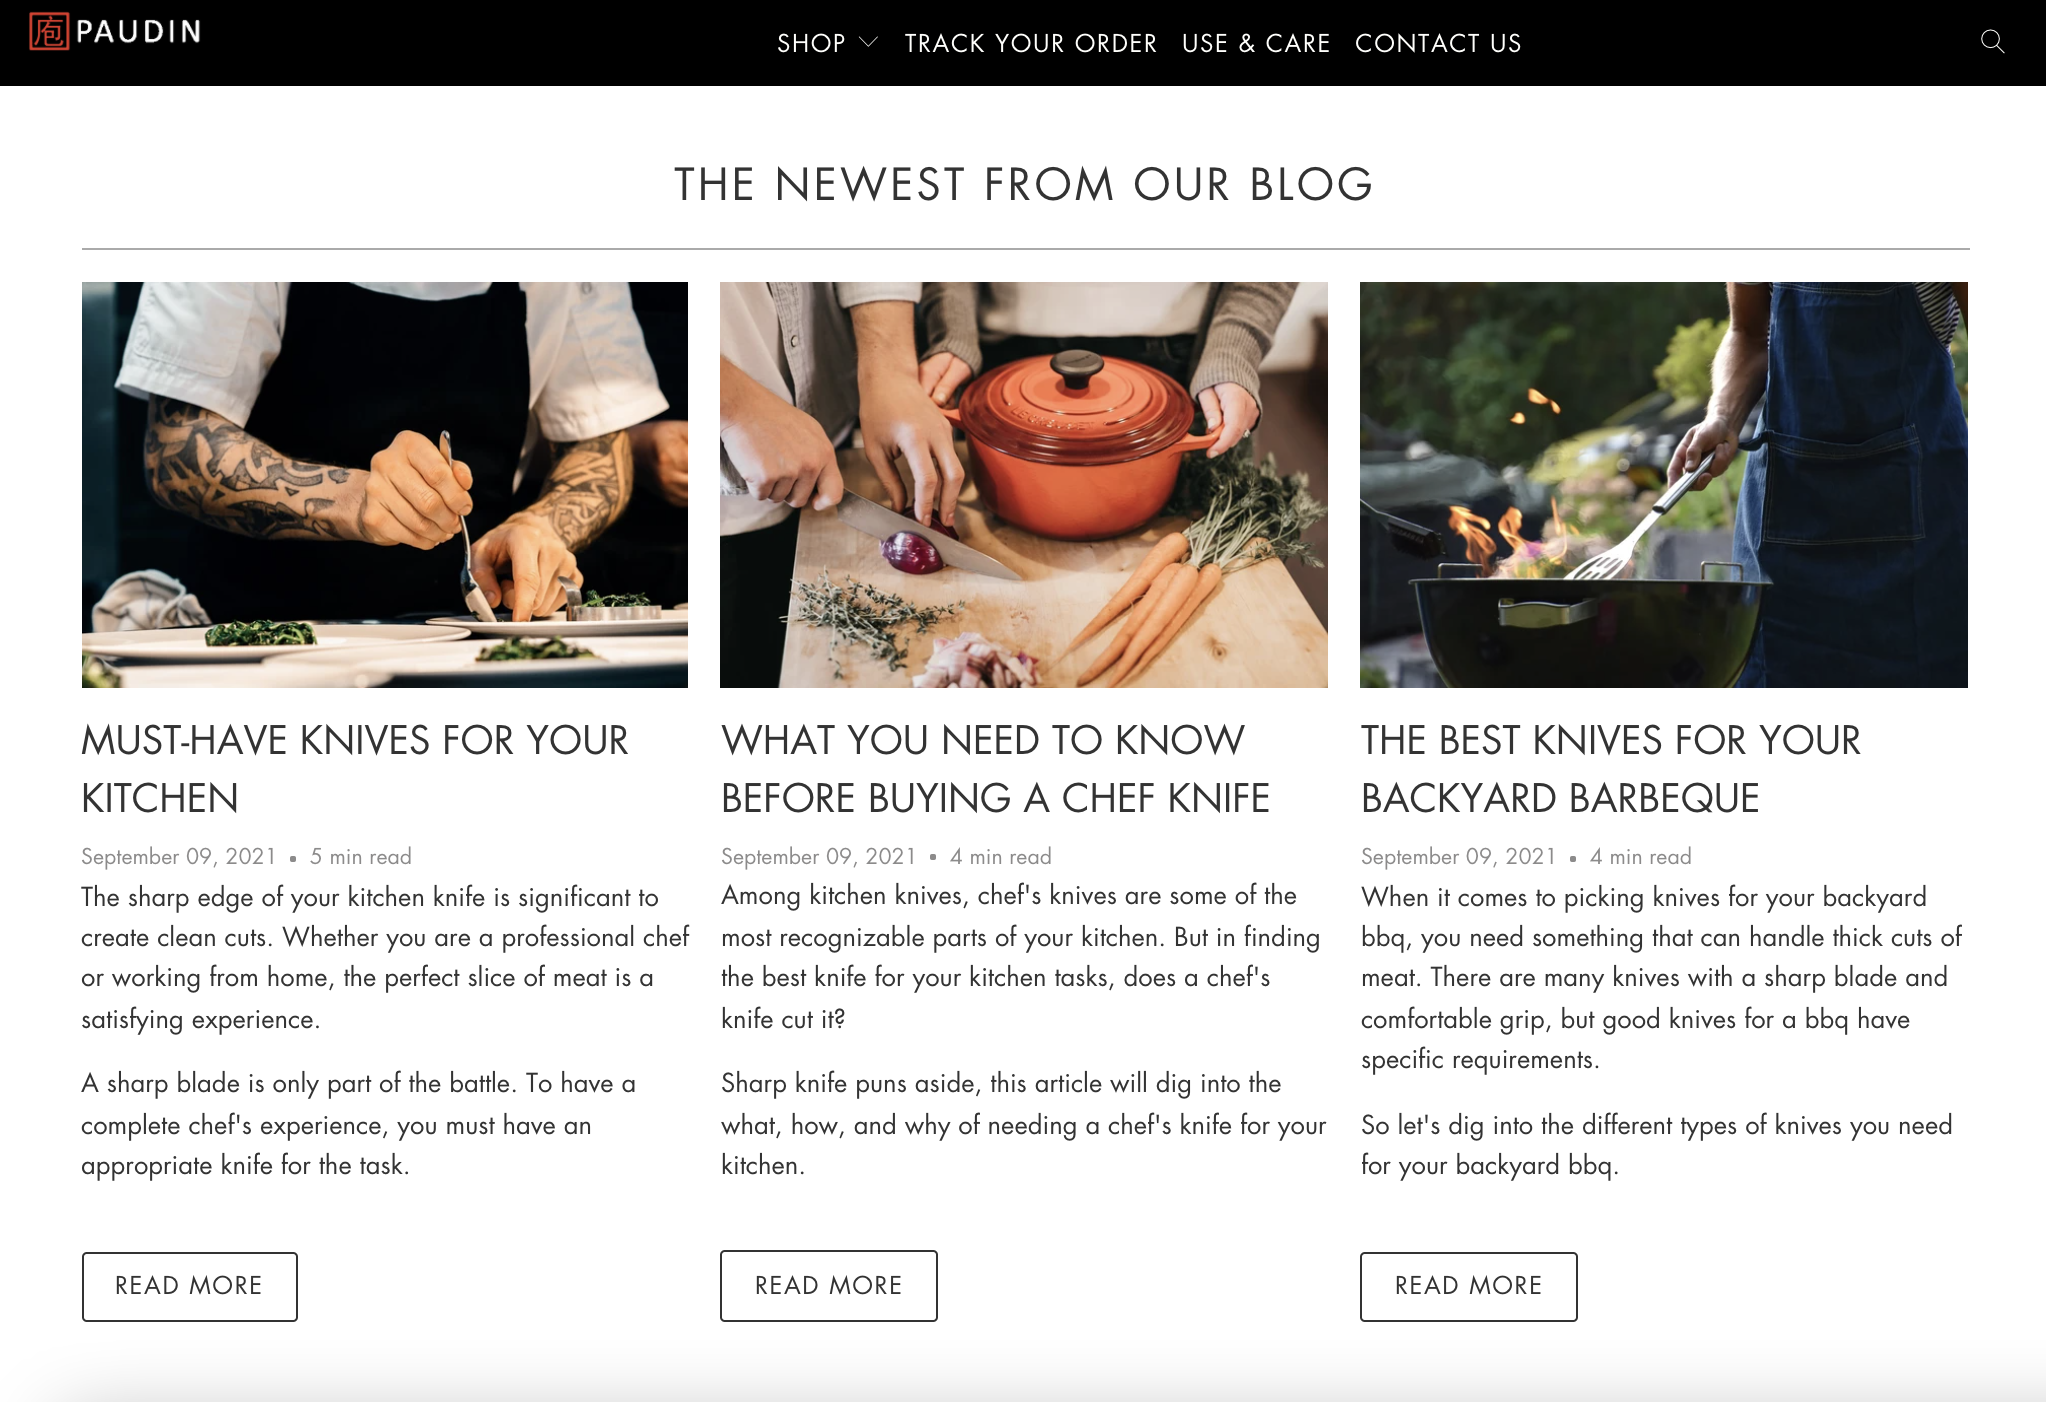 庖 PAUDIN
SHOP TRACK YOUR ORDER USE & CARE CONTACT US
THE NEWEST FROM OUR BLOG
MUST-HAVE KNIVES FOR YOUR
KITCHEN
September 09, 2021 ▪ 5 min read
The sharp edge of your kitchen knife is significant to
create clean cuts. Whether you are a professional chef
or working from home, the perfect slice of meat is a
satisfying experience.
A sharp blade is only part of the battle. To have a
complete chef's experience, you must have an
appropriate knife for the task.
READ MORE
WHAT YOU NEED TO KNOW
BEFORE BUYING A CHEF KNIFE
September 09, 2021 ▪ 4 min read
Among kitchen knives, chef's knives are some of the
most recognizable parts of your kitchen. But in finding
the best knife for your kitchen tasks, does a chef's
knife cut it?
Sharp knife puns aside, this article will dig into the
what, how, and why of needing a chef's knife for your
kitchen.
READ MORE
THE BEST KNIVES FOR YOUR
BACKYARD BARBEQUE
September 09, 2021 ▪ 4 min read
When it comes to picking knives for your backyard
bbq, you need something that can handle thick cuts of
meat. There are many knives with a sharp blade and
comfortable grip, but good knives for a bbq have
specific requirements.
So let's dig into the different types of knives you need
for your backyard bbq.
READ MORE